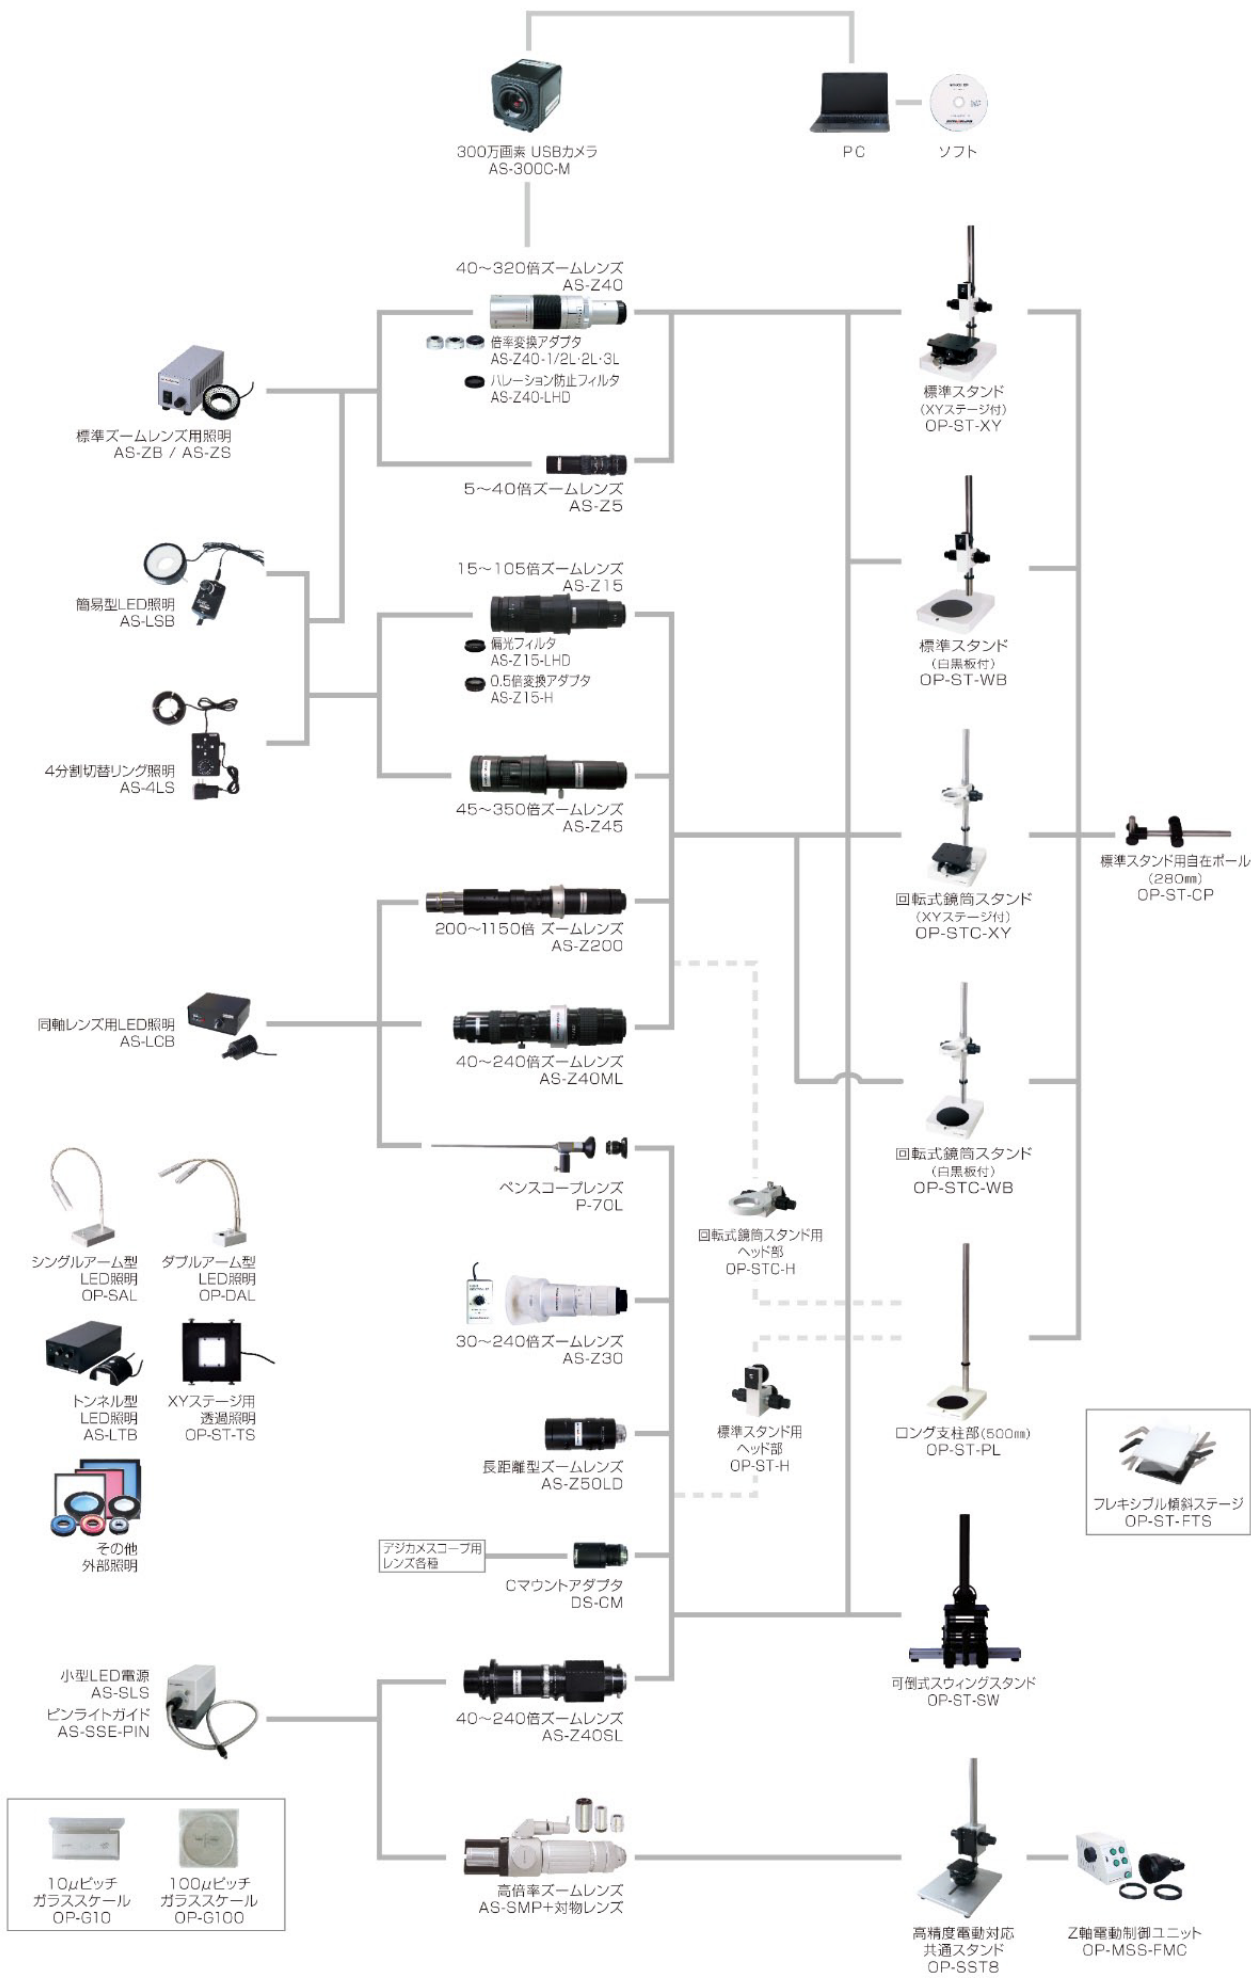 300万画素 USBカメラ
AS-300C-M
PC
ソフト
40～320倍ズームレンズ
AS-Z40
倍率変換アダプタ
AS-Z40-1/2L・2L・3L
ハレーション防止フィルタ
AS-Z40-LHD
標準ズームレンズ用照明
AS-ZB / AS-ZS
5～40倍ズームレンズ
AS-Z5
標準スタンド
(XYステージ付)
OP-ST-XY
簡易型LED照明
AS-LSB
15～105倍ズームレンズ
AS-Z15
偏光フィルタ
AS-Z15-LHD
0.5倍変換アダプタ
AS-Z15-H
標準スタンド
(白黒板付)
OP-ST-WB
4分割切替リング照明
AS-4LS
45～350倍ズームレンズ
AS-Z45
回転式鏡筒スタンド
(XYステージ付)
OP-STC-XY
標準スタンド用自在ポール
(280㎜)
OP-ST-CP
200～1150倍 ズームレンズ
AS-Z200
同軸レンズ用LED照明
AS-LCB
40～240倍ズームレンズ
AS-Z40ML
回転式鏡筒スタンド
(白黒板付)
OP-STC-WB
ペンスコープレンズ
P-70L
回転式鏡筒スタンド用
ヘッド部
OP-STC-H
シングルアーム型
LED照明
OP-SAL
ダブルアーム型
LED照明
OP-DAL
30～240倍ズームレンズ
AS-Z30
トンネル型
LED照明
AS-LTB
XYステージ用
透過照明
OP-ST-TS
標準スタンド用
ヘッド部
OP-ST-H
ロング支柱部(500㎜)
OP-ST-PL
長距離型ズームレンズ
AS-Z50LD
フレキシブル傾斜ステージ
OP-ST-FTS
その他
外部照明
デジカメスコープ用
レンズ各種
Cマウントアダプタ
DS-CM
小型LED電源
AS-SLS
ピンライトガイド
AS-SSE-PIN
40～240倍ズームレンズ
AS-Z40SL
可倒式スウィングスタンド
OP-ST-SW
10μピッチ
ガラススケール
OP-G10
100μピッチ
ガラススケール
OP-G100
高倍率ズームレンズ
AS-SMP+対物レンズ
高精度電動対応
共通スタンド
OP-SST8
Z軸電動制御ユニット
OP-MSS-FMC